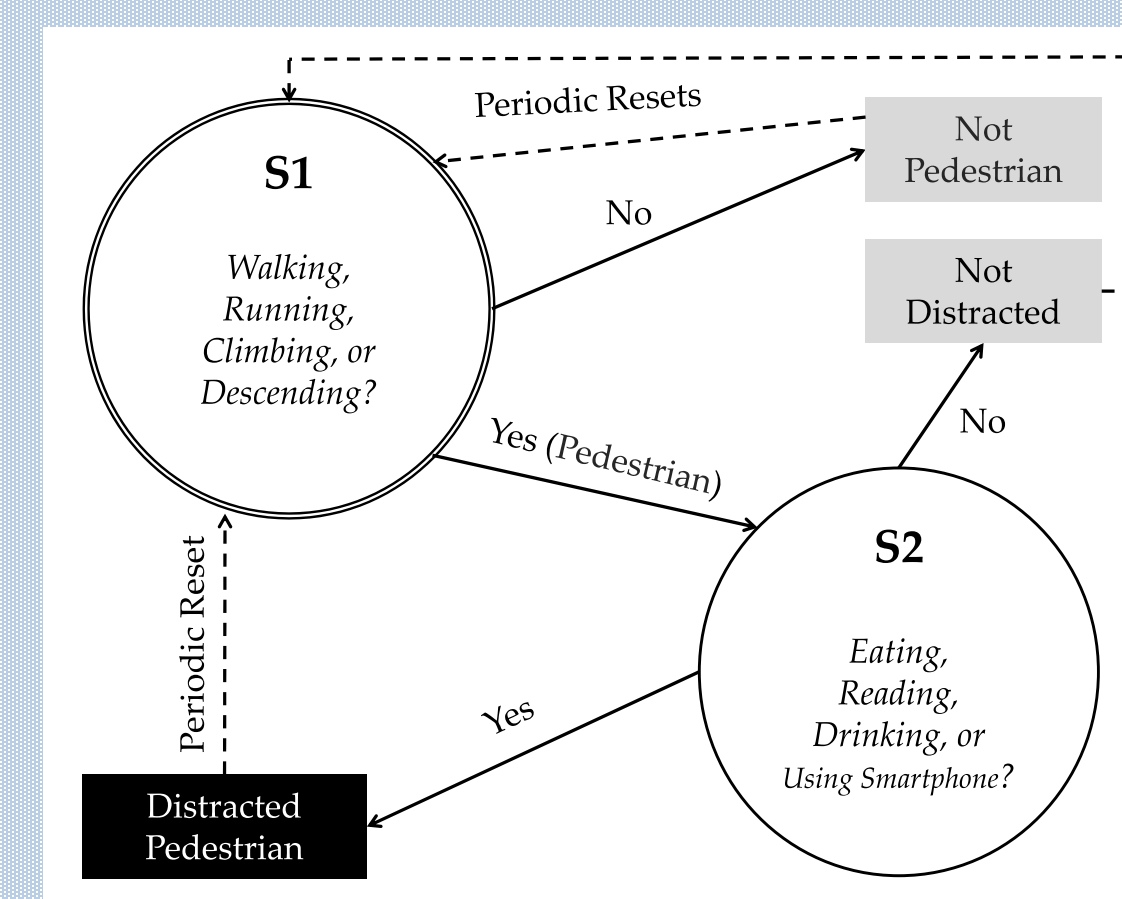 Periodic Resets
Not
Pedestrian
S1
No
Walking,
Running,
Climbing, or
Descending?
Not
Distracted
No
Yes (Pedestrian)
S2
Periodic Reset
Eating,
Reading,
Drinking, or
Using Smartphone?
Yes
Distracted
Pedestrian